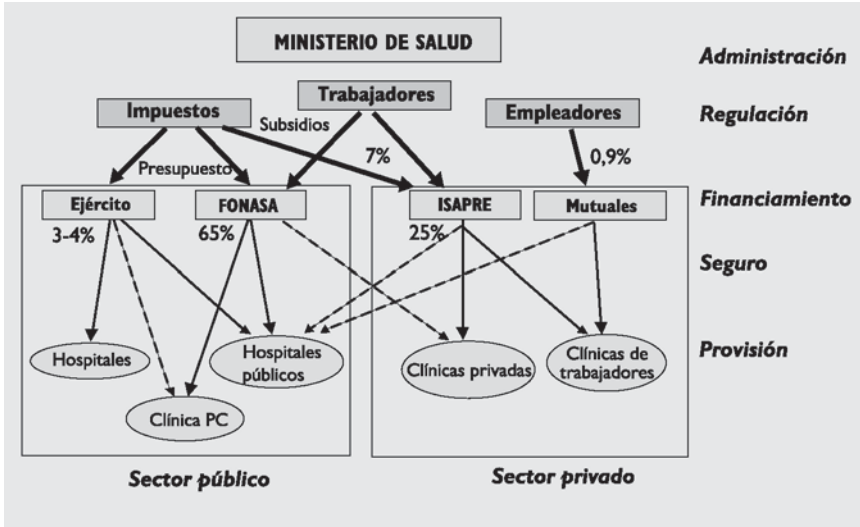 MINISTERIO DE SALUD
Administración
Impuestos
Trabajadores
Empleadores
Regulación
Subsidios
Presupuesto
7%
0,9%
Ejército
FONASA
ISAPRE
Mutuales
Financiamiento
3-4%
65%
25%
Seguro
Hospitales
Hospitales
públicos
Clínicas privadas
Clínicas de
trabajadores
Provisión
Clínica PC
Sector público
Sector privado